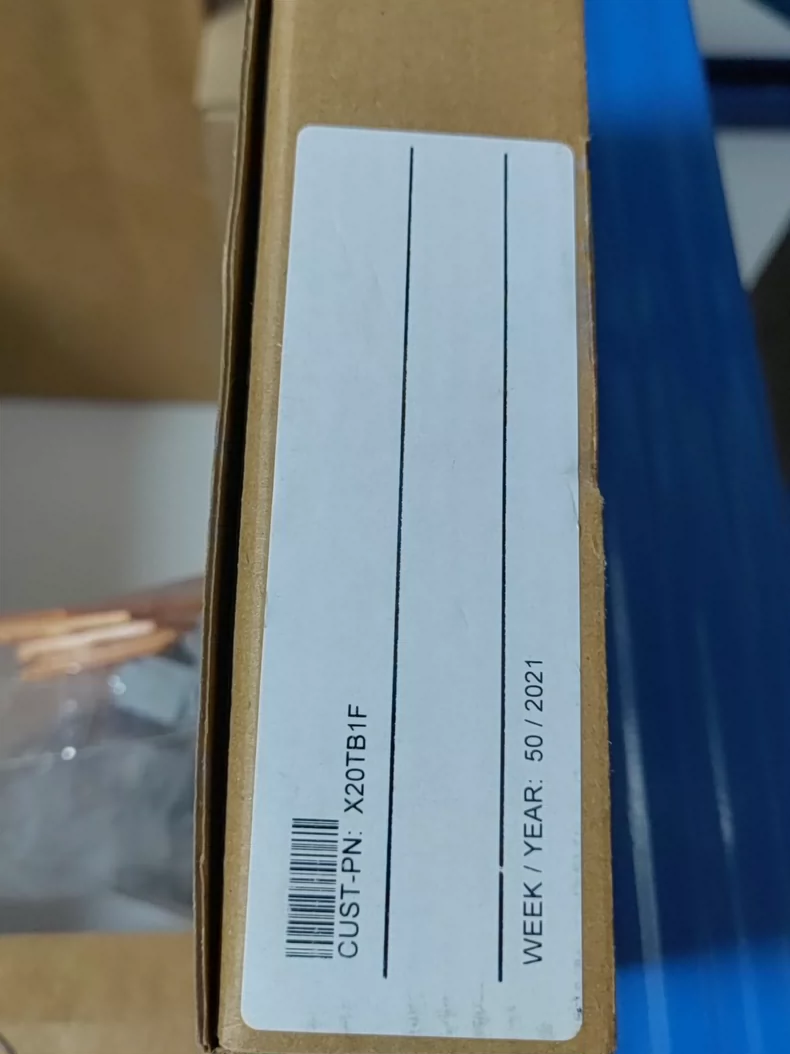 CUST-PN: X20TB1F
WEEK / YEAR: 50 / 2021